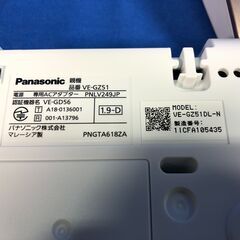 Panasonic 親機
品番 VE-GZ51
電源 専用ACアダプター PNLV249JP
認証機器名 VE-GD56
T A18-0136001
R 001-A13796
1.9-D
パナソニック株式会社
マレーシア製
PNGTA618ZA
MODEL:
VE-GZ51DL-N
製造番号:
1ICFA105435